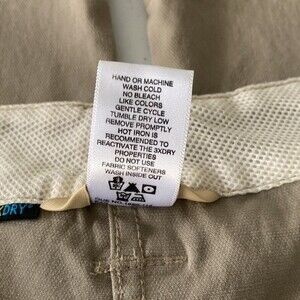 HAND OR MACHINE
WASH COLD
NO BLEACH
LIKE COLORS
GENTLE CYCLE
TUMBLE DRY LOW
REMOVE PROMPTLY
HOT IRON IS
RECOMMENDED TO
REACTIVATE THE 3XDRY
PROPERTIES
DO NOT USE
FABRIC SOFTENERS
WASH INSIDE OUT
DRY